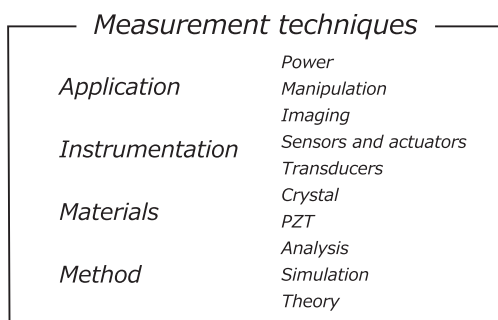 Measurement techniques
Application
Power
Manipulation
Imaging
Instrumentation
Sensors and actuators
Transducers
Materials
Crystal
PZT
Method
Analysis
Simulation
Theory